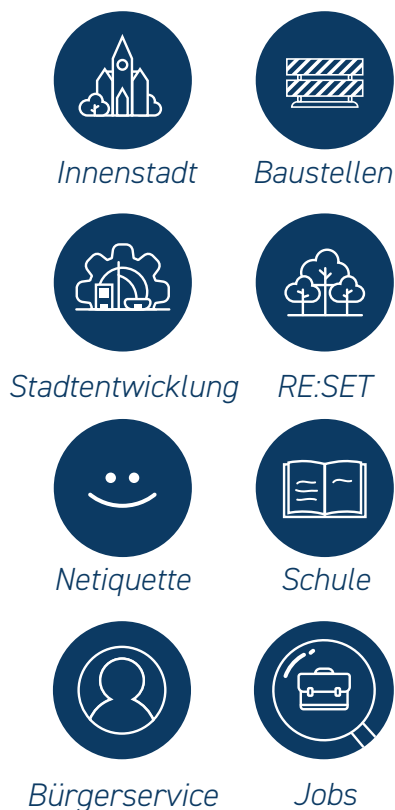 Innenstadt
Baustellen
Stadtentwicklung
RE:SET
Netiquette
Schule
Bürgerservice
Jobs